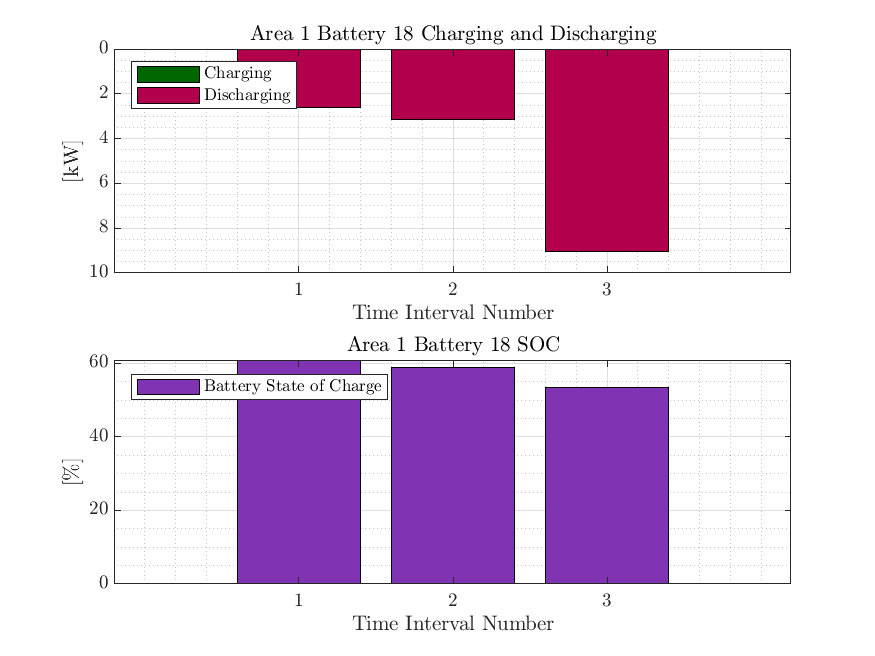 Area 1 Battery 18 Charging and Discharging
0
2
4
6
8
10
[kW]
Charging
Discharging
1 2 3
Time Interval Number
Area 1 Battery 18 SOC
60
40
20
0
[%]
Battery State of Charge
1 2 3
Time Interval Number